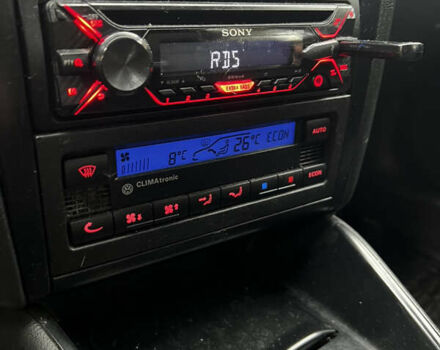 SONY
RDS
EXTRA BASS
8°C 26°C ECON
AUTO
CLIMAtronic
ECON